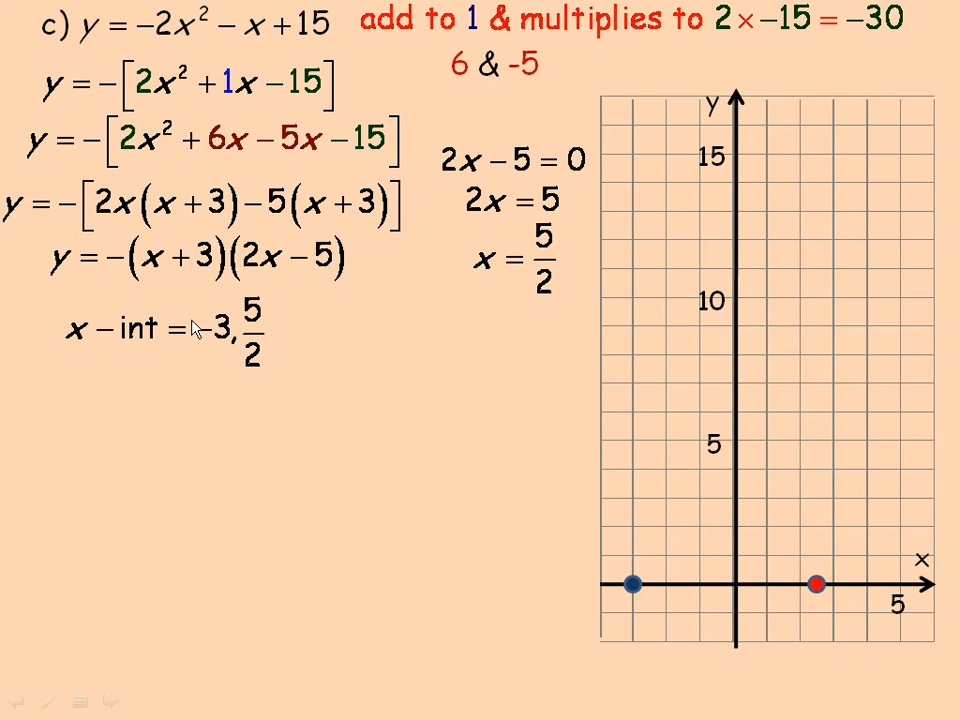 c) y = −2x² − x + 15
add to 1 & multiplies to 2 × −15 = −30
6 & -5
y = −[2x² + 1x − 15]
y = −[2x² + 6x − 5x − 15]
y = −[2x(x + 3) − 5(x + 3)]
y = −(x + 3)(2x − 5)
x − int = −3, 5/2
2x − 5 = 0
2x = 5
x = 5/2
y
15
10
5
x
5